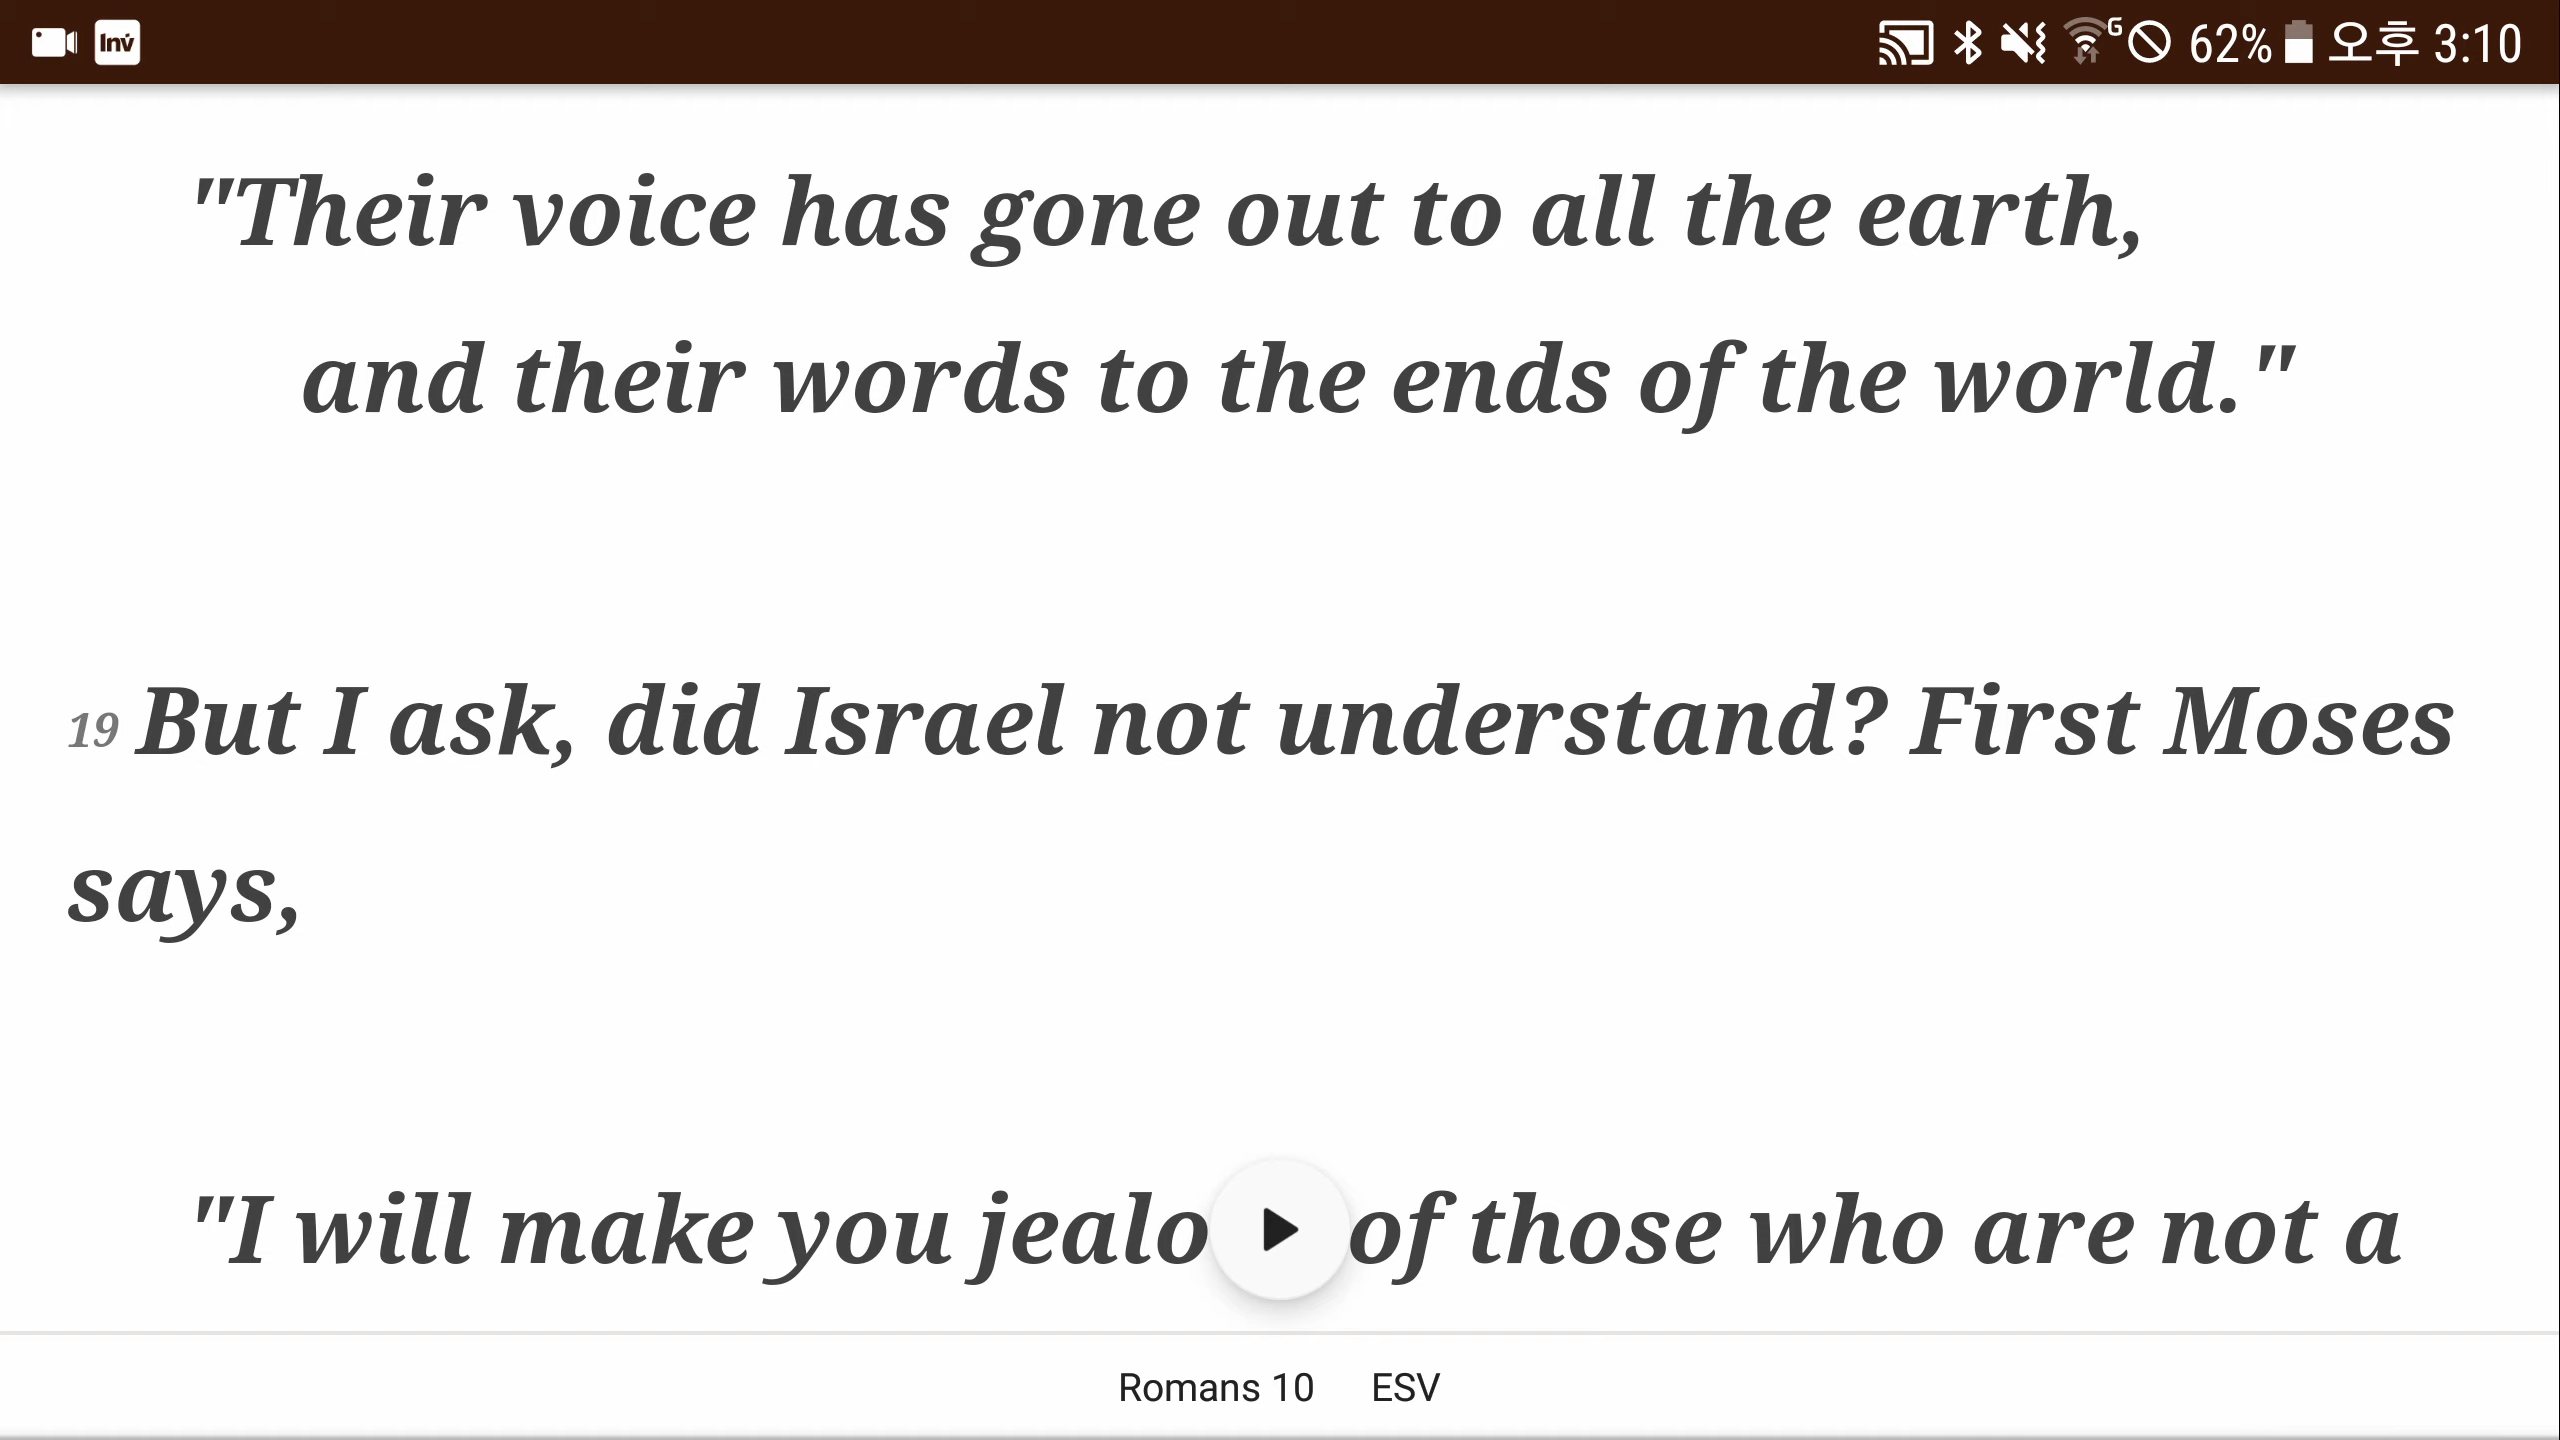 Inv G 62% 오후 3:10
"Their voice has gone out to all the earth,
and their words to the ends of the world."
19 But I ask, did Israel not understand? First Moses
says,
"I will make you jealo of those who are not a
Romans 10 ESV